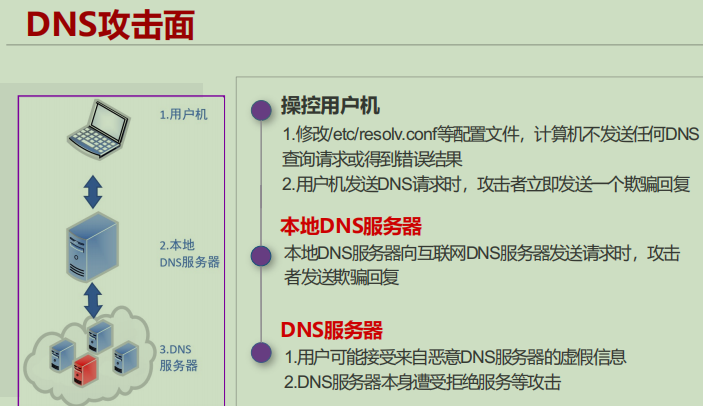 DNS攻击面
1.用户机
2.本地
DNS服务器
3.DNS
服务器
操控用户机
1.修改/etc/resolv.conf等配置文件，计算机不发送任何DNS
查询请求或得到错误结果
2.用户机发送DNS请求时，攻击者立即发送一个欺骗回复
本地DNS服务器
本地DNS服务器向互联网DNS服务器发送请求时，攻击
者发送欺骗回复
DNS服务器
1.用户可能接受来自恶意DNS服务器的虚假信息
2.DNS服务器本身遭受拒绝服务等攻击